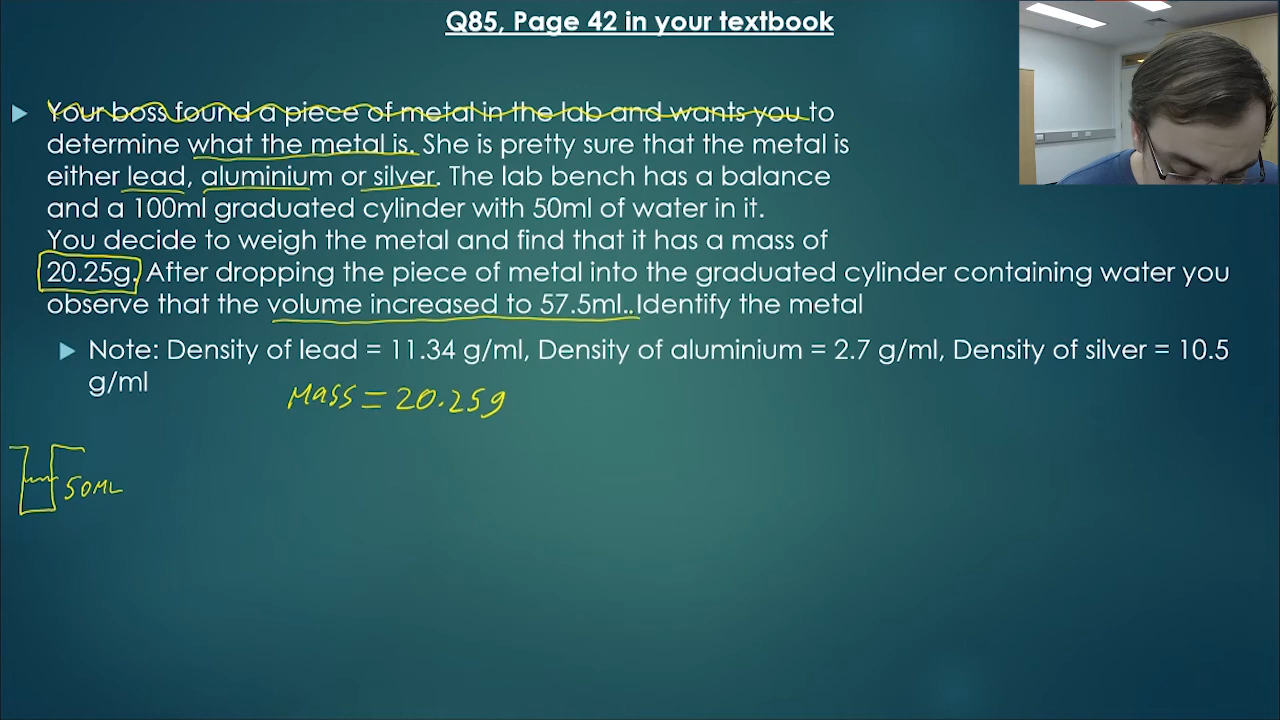 Q85, Page 42 in your textbook
Your boss found a piece of metal in the lab and wants you to
determine what the metal is. She is pretty sure that the metal is
either lead, aluminium or silver. The lab bench has a balance
and a 100ml graduated cylinder with 50ml of water in it.
You decide to weigh the metal and find that it has a mass of
20.25g. After dropping the piece of metal into the graduated cylinder containing water you
observe that the volume increased to 57.5ml.. Identify the metal
Note: Density of lead = 11.34 g/ml, Density of aluminium = 2.7 g/ml, Density of silver = 10.5
g/ml
Mass = 20.25g
50ML